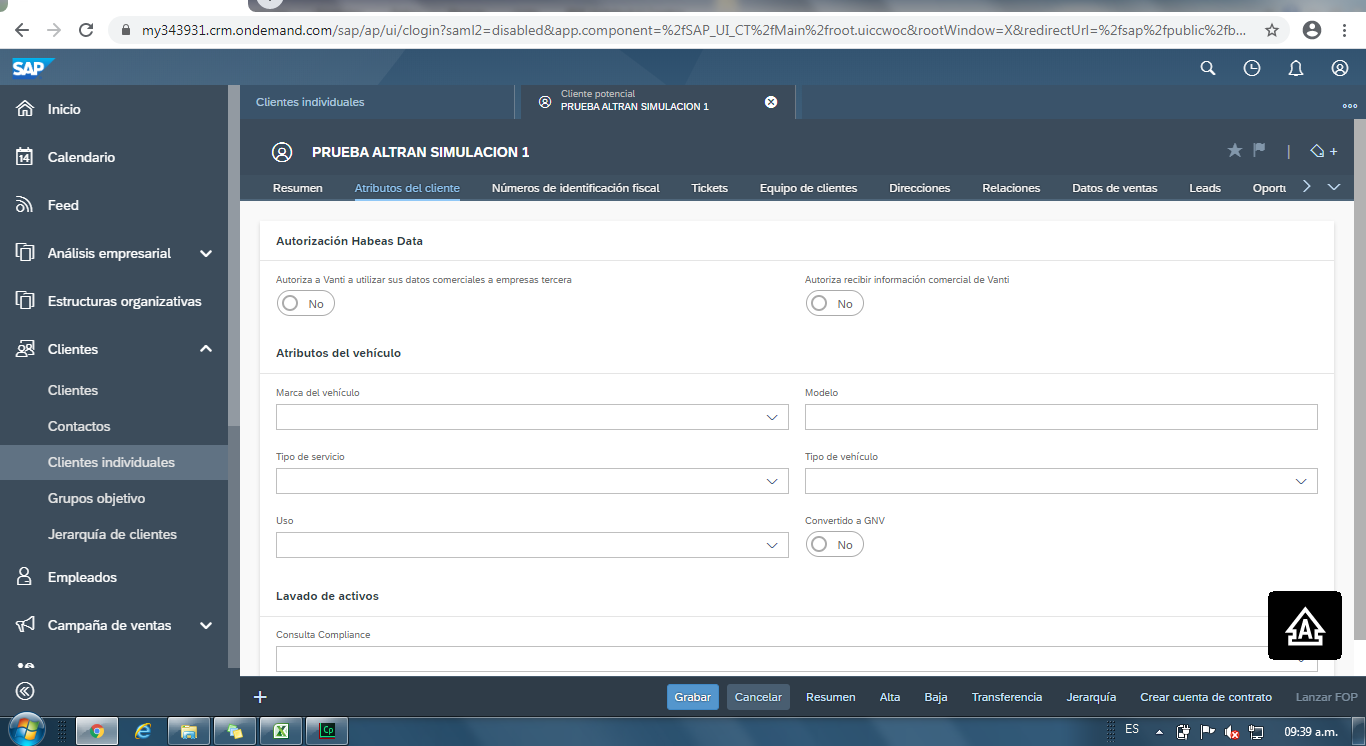 my343931.crm.ondemand.com/sap/ap/ui/clogin?saml2=disabled&app.component=%2fSAP_UI_CT%2fMain%2froot.uiccwoc&rootWindow=X&redirectUrl=%2fsap%2fpublic%2fb...
SAP
Inicio
14
Calendario
Feed
Análisis empresarial
Estructuras organizativas
Clientes
Clientes
Contactos
Clientes individuales
Grupos objetivo
Jerarquía de clientes
Empleados
Campaña de ventas
Clientes individuales
Cliente potencial
PRUEBA ALTRAN SIMULACION 1
PRUEBA ALTRAN SIMULACION 1
Resumen Atributos del cliente Números de identificación fiscal Tickets Equipo de clientes Direcciones Relaciones Datos de ventas Leads Oportu
Autorización Habeas Data
Autoriza a Vanti a utilizar sus datos comerciales a empresas tercera
No
Autoriza recibir información comercial de Vanti
No
Atributos del vehículo
Marca del vehículo
Modelo
Tipo de servicio
Tipo de vehículo
Uso
Convertido a GNV
No
Lavado de activos
Consulta Compliance
A
+ Grabar Cancelar Resumen Alta Baja Transferencia Jerarquía Crear cuenta de contrato Lanzar FOP
Cp
ES
09:39 a.m.